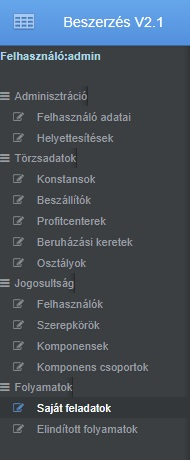 Beszerzés V2.1
Felhasználó:admin
Adminisztráció
Felhasználó adatai
Helyettesítések
Törzsadatok
Konstansok
Beszállítók
Profitcenterek
Beruházási keretek
Osztályok
Jogosultság
Felhasználók
Szerepkörök
Komponensek
Komponens csoportok
Folyamatok
Saját feladatok
Elindított folyamatok